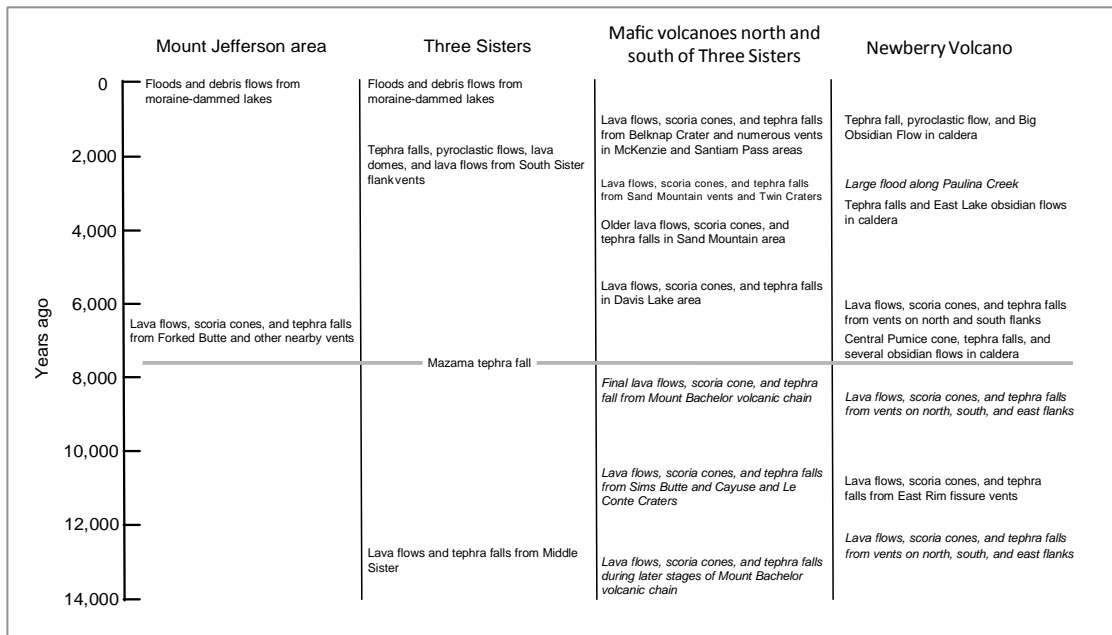 Mount Jefferson area
Three Sisters
Mafic volcanoes north and
south of Three Sisters
Newberry Volcano
Years ago
0
2,000
4,000
6,000
8,000
10,000
12,000
14,000
Floods and debris flows from
moraine-dammed lakes
Lava flows, scoria cones, and tephra falls
from Forked Butte and other nearby vents
Mazama tephra fall
Floods and debris flows from
moraine-dammed lakes
Tephra falls, pyroclastic flows, lava
domes, and lava flows from South Sister
flankvents
Lava flows and tephra falls from Middle
Sister
Lava flows, scoria cones, and tephra falls
from Belknap Crater and numerous vents
in McKenzie and Santiam Pass areas
Lava flows, scoria cones, and tephra falls
from Sand Mountain vents and Twin Craters
Older lava flows, scoria cones, and
tephra falls in Sand Mountain area
Lava flows, scoria cones, and tephra falls
in Davis Lake area
Final lava flows, scoria cone, and tephra
fall from Mount Bachelor volcanic chain
Lava flows, scoria cones, and tephra falls
from Sims Butte and Cayuse and Le
Conte Craters
Lava flows, scoria cones, and tephra falls
during later stages of Mount Bachelor
volcanic chain
Tephra fall, pyroclastic flow, and Big
Obsidian Flow in caldera
Large flood along Paulina Creek
Tephra falls and East Lake obsidian flows
in caldera
Lava flows, scoria cones, and tephra falls
from vents on north and south flanks
Central Pumice cone, tephra falls, and
several obsidian flows in caldera
Lava flows, scoria cones, and tephra falls
from vents on north, south, and east flanks
Lava flows, scoria cones, and tephra
falls from East Rim fissure vents
Lava flows, scoria cones, and tephra falls
from vents on north, south, and east flanks